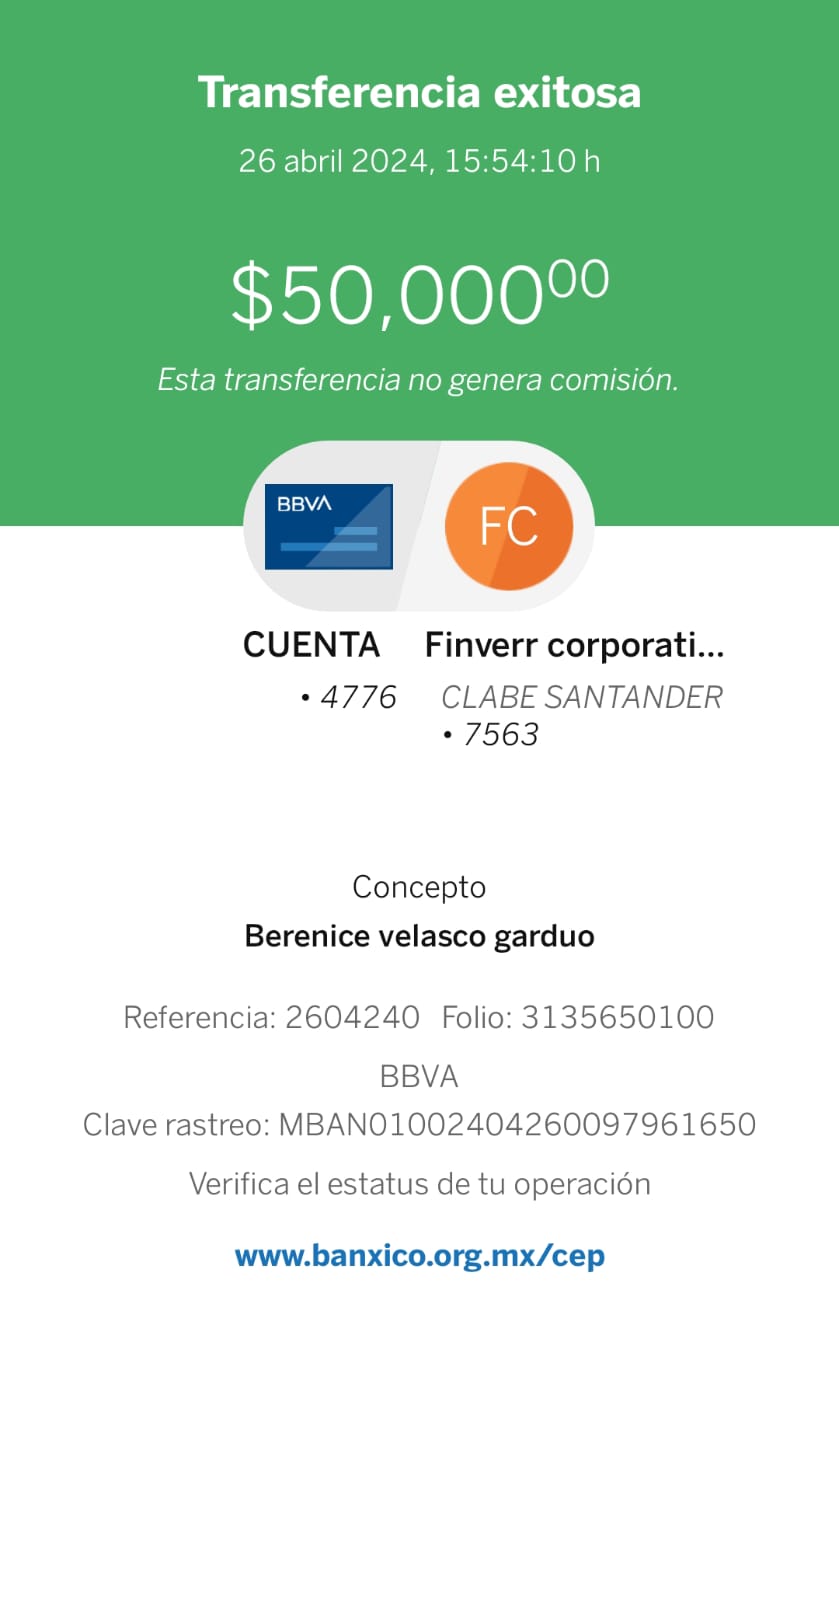 Transferencia exitosa
26 abril 2024, 15:54:10 h
$50,000⁰⁰
Esta transferencia no genera comisión.
BBVA
FC
CUENTA
• 4776
Finverr corporati...
CLABE SANTANDER
• 7563
Concepto
Berenice velasco garduo
Referencia: 2604240 Folio: 3135650100
BBVA
Clave rastreo: MBAN01002404260097961650
Verifica el estatus de tu operación
www.banxico.org.mx/cep